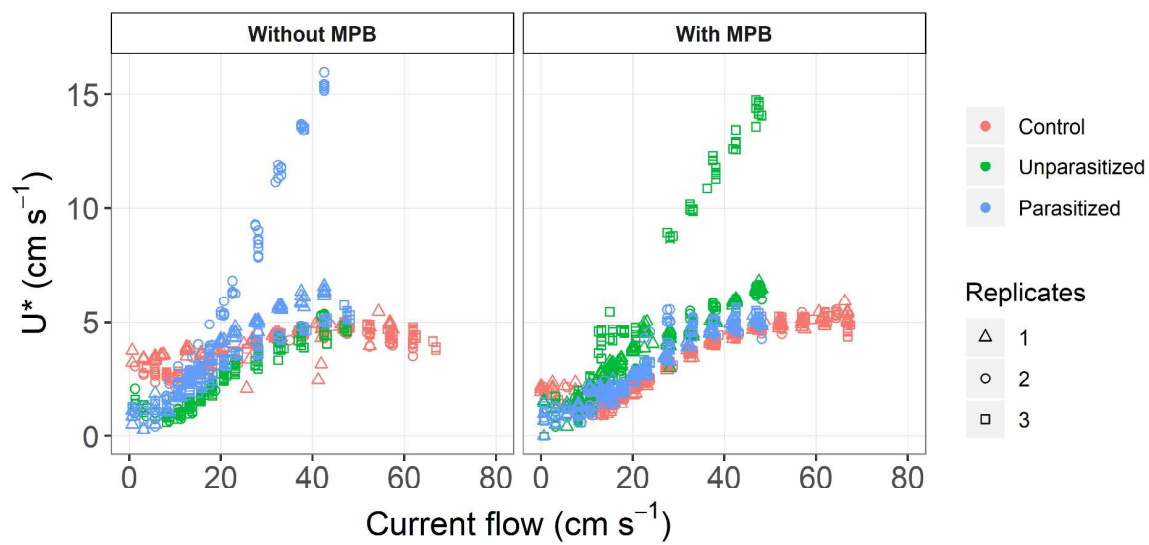 Without MPB
With MPB
15
10
5
0
U* (cm s⁻¹)
0 20 40 60 80
0 20 40 60 80
Current flow (cm s⁻¹)
Control
Unparasitized
Parasitized
Replicates
1
2
3